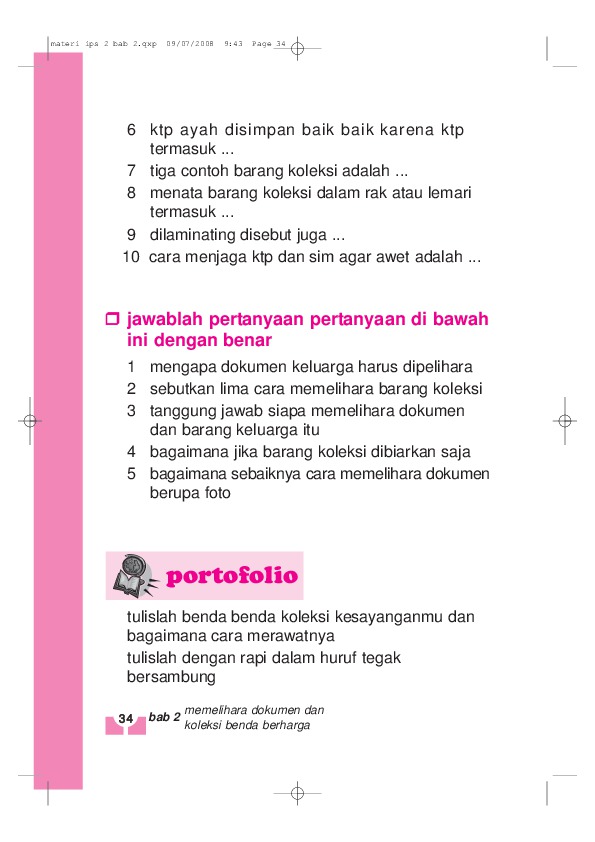 materi ips 2 bab 2.qxp 09/07/2008 9:43 Page 34
6 ktp ayah disimpan baik baik karena ktp
termasuk ...
7 tiga contoh barang koleksi adalah ...
8 menata barang koleksi dalam rak atau lemari
termasuk ...
9 dilaminating disebut juga ...
10 cara menjaga ktp dan sim agar awet adalah ...
❒ jawablah pertanyaan pertanyaan di bawah
ini dengan benar
1 mengapa dokumen keluarga harus dipelihara
2 sebutkan lima cara memelihara barang koleksi
3 tanggung jawab siapa memelihara dokumen
dan barang keluarga itu
4 bagaimana jika barang koleksi dibiarkan saja
5 bagaimana sebaiknya cara memelihara dokumen
berupa foto
portofolio
tulislah benda benda koleksi kesayanganmu dan
bagaimana cara merawatnya
tulislah dengan rapi dalam huruf tegak
bersambung
34 bab 2 memelihara dokumen dan
koleksi benda berharga